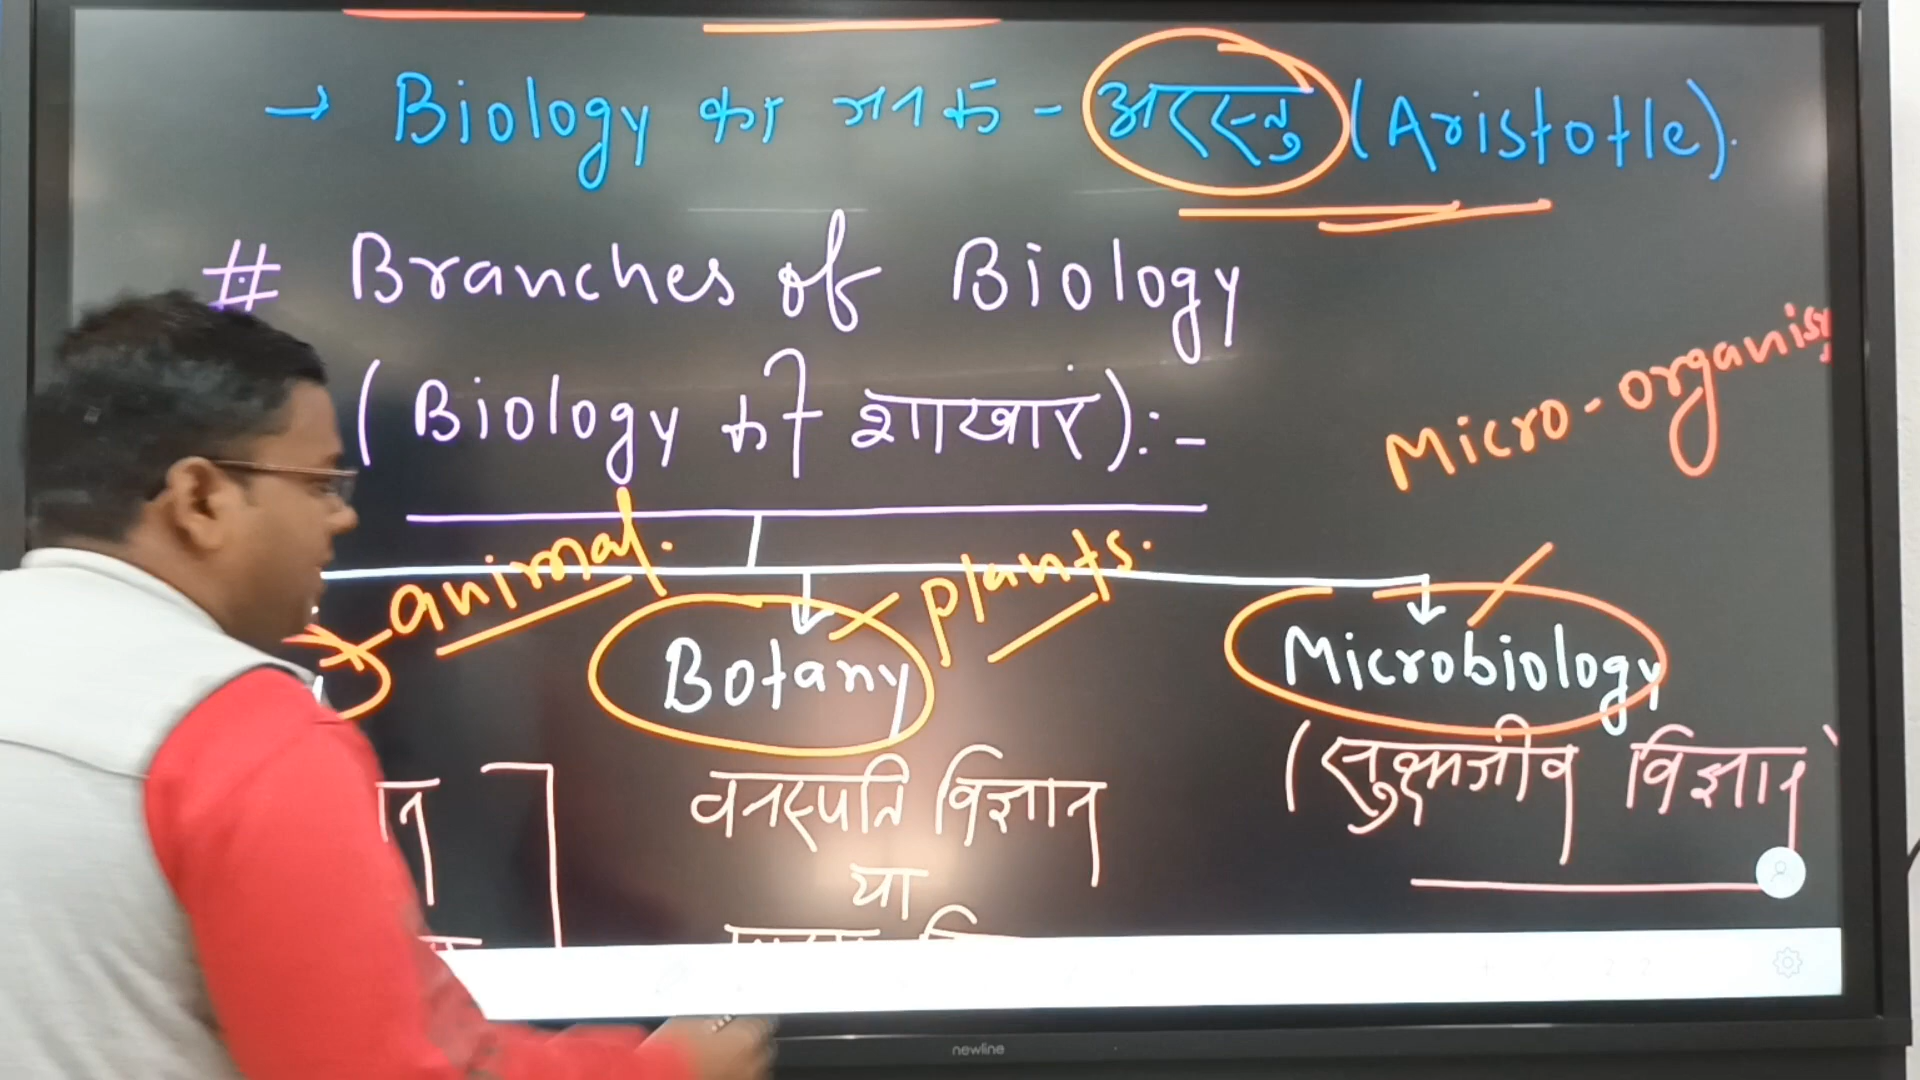 → Biology का जनक - अरस्तु (Aristotle).
# Branches of Biology
(Biology की शाखाएं):-
Micro-organis
animal.
plants.
Botany
Microbiology
वनस्पति विज्ञान
(सुक्ष्मजीव विज्ञान)
या
newline